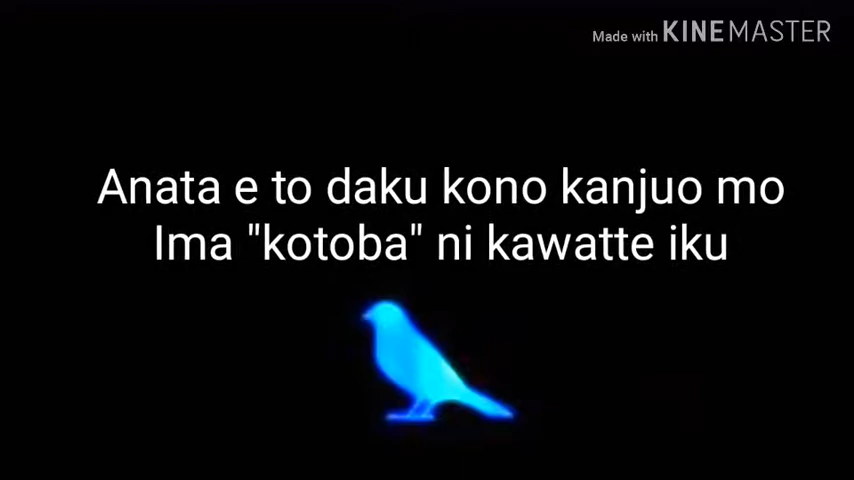 Made with KINEMASTER
Anata e to daku kono kanjuo mo
Ima "kotoba" ni kawatte iku